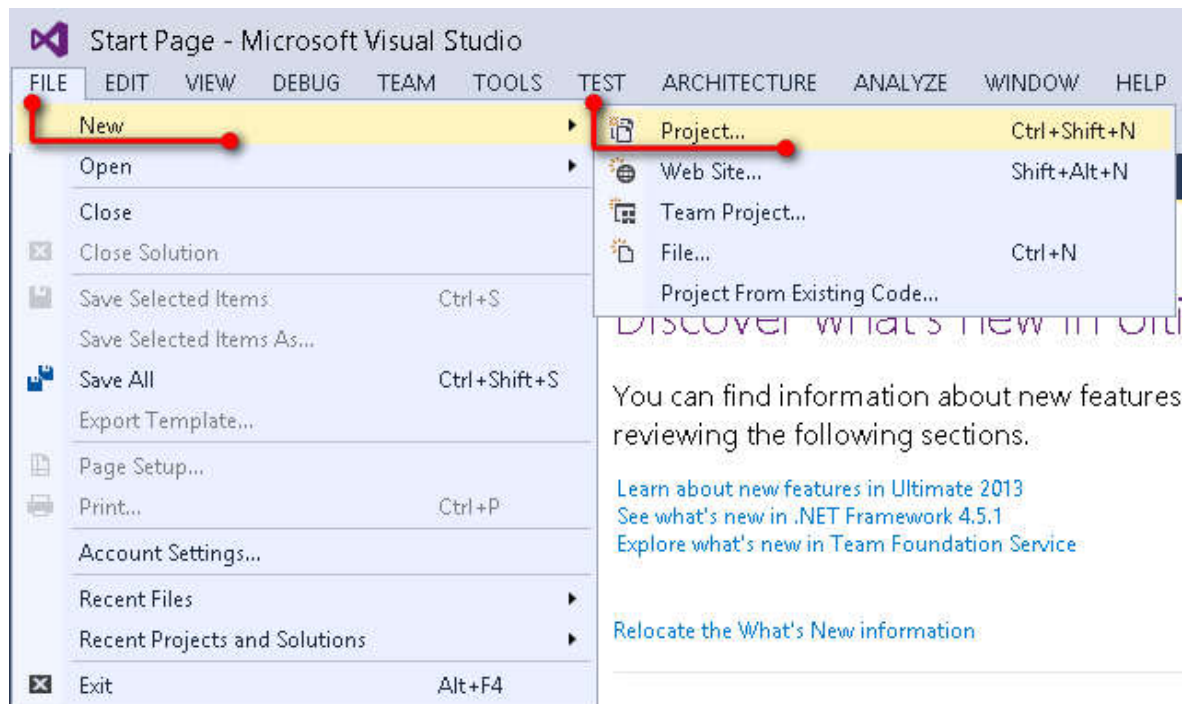 Start Page - Microsoft Visual Studio
FILE EDIT VIEW DEBUG TEAM TOOLS TEST ARCHITECTURE ANALYZE WINDOW HELP
New
Open
Close
Close Solution
Save Selected Items Ctrl+S
Save Selected Items As...
Save All Ctrl+Shift+S
Export Template...
Page Setup...
Print... Ctrl+P
Account Settings...
Recent Files
Recent Projects and Solutions
Exit Alt+F4
Project... Ctrl+Shift+N
Web Site... Shift+Alt+N
Team Project...
File... Ctrl+N
Project From Existing Code...
Discover what's new in Ulti
You can find information about new features
reviewing the following sections.
Learn about new features in Ultimate 2013
See what's new in .NET Framework 4.5.1
Explore what's new in Team Foundation Service
Relocate the What's New information